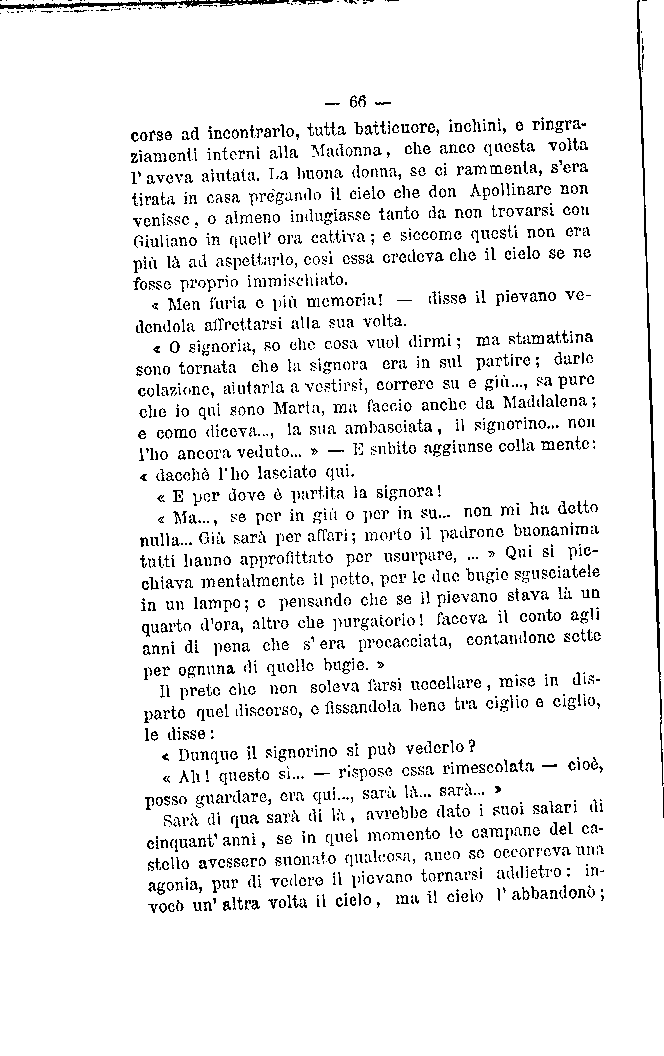 — 66 —
corse ad incontrarlo, tutta batticuore, inchini, e ringra-
ziamenti interni alla Madonna, che anco questa volta
l'aveva aiutata. La buona donna, se ci rammenta, s'era
tirata in casa pregando il cielo che don Apollinare non
venisse, o almeno indugiasse tanto da non trovarsi con
Giuliano in quell'ora cattiva; e siccome questi non era
più là ad aspettarlo, così essa credeva che il cielo se ne
fosse proprio immischiato.
« Men furia e più memoria! — disse il pievano ve-
dendola affrettarsi alla sua volta.
« O signoria, so che cosa vuol dirmi; ma stamattina
sono tornata che la signora era in sul partire; darle
colazione, aiutarla a vestirsi, correre su e giù..., sa pure
che io qui sono Marta, ma faccio anche da Maddalena;
e como diceva..., la sua ambasciata, il signorino... non
l'ho ancora veduto... » — E subito aggiunse colla mente:
« dacchè l'ho lasciato qui.
« E per dove è partita la signora!
« Ma..., se per in giù o per in su... non mi ha detto
nulla... Già sarà per affari; morto il padrone buonanima
tutti hanno approfittato per usurpare, ... » Qui si pic-
chiava mentalmente il petto, per le due bugie sgusciatele
in un lampo; e pensando che se il pievano stava là un
quarto d'ora, altro che purgatorio! faceva il conto agli
anni di pena che s'era procacciata, contandone sette
per ognuna di quelle bugie. »
Il prete che non soleva farsi uccellare, mise in dis-
parte quel discorso, e fissandola bene tra ciglio e ciglio,
le disse:
« Dunque il signorino si può vederlo?
« Ah! questo sì... — rispose essa rimescolata — cioè,
posso guardare, era qui..., sarà là... sarà... »
Sarà di qua sarà di là, avrebbe dato i suoi salari di
cinquant'anni, se in quel momento le campane del ca-
stello avessero suonato qualcosa, anco se occorreva una
agonia, pur di vedere il pievano tornarsi addietro: in-
vocò un'altra volta il cielo, ma il cielo l'abbandonò;